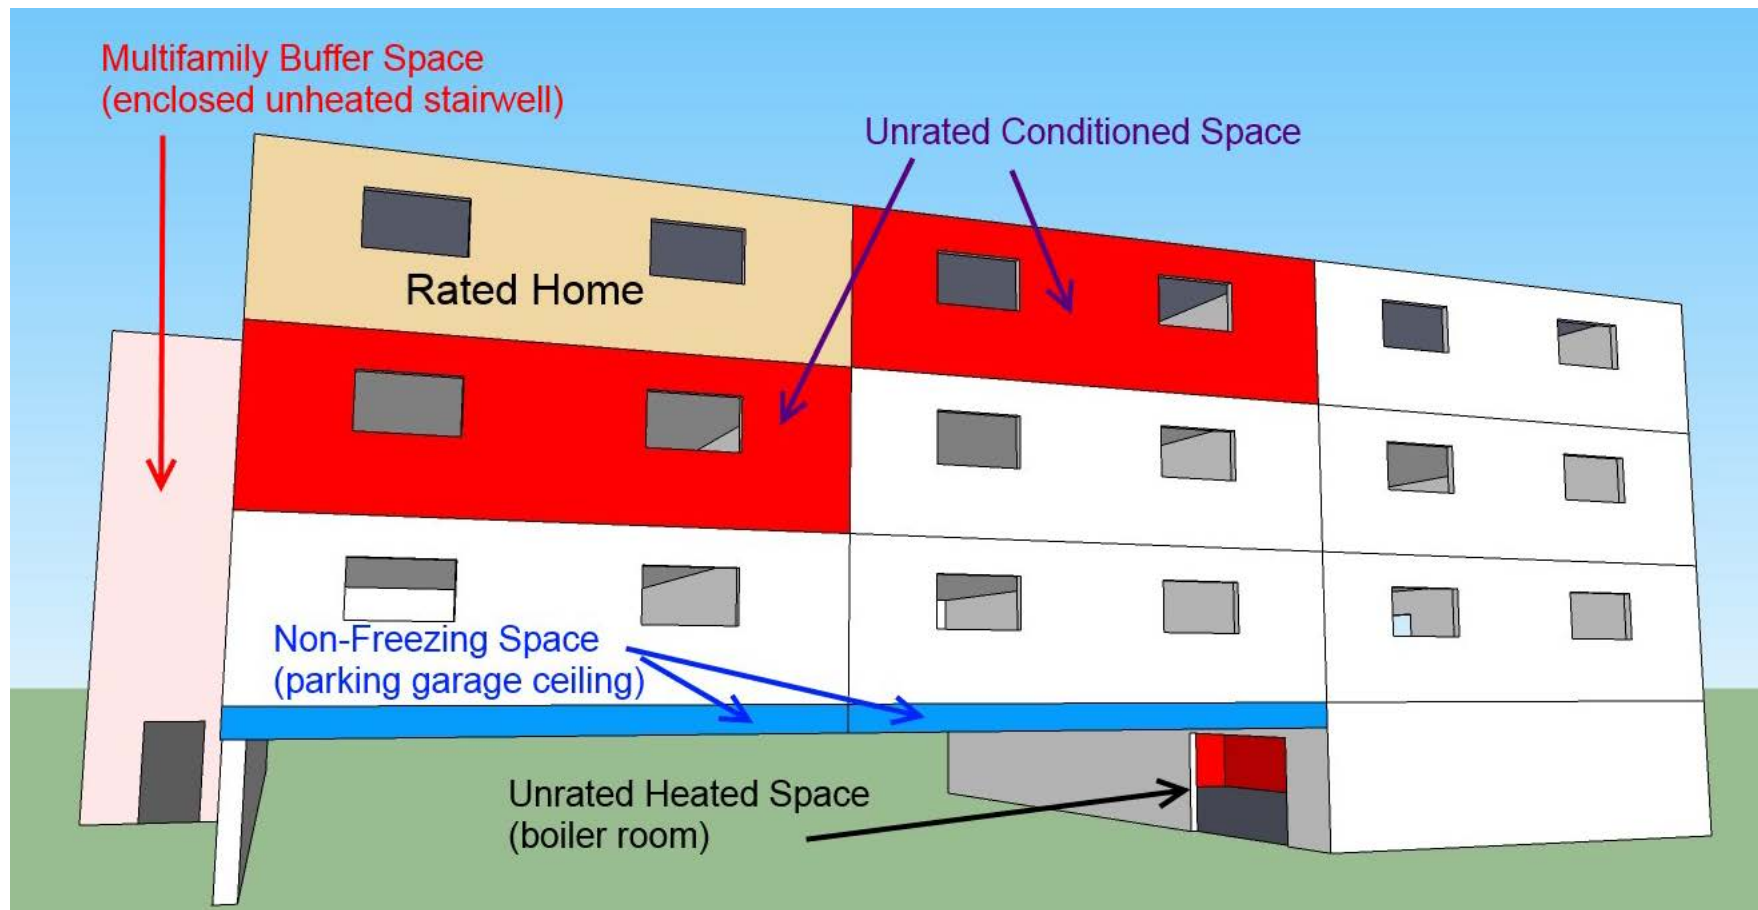 Multifamily Buffer Space
(enclosed unheated stairwell)
Unrated Conditioned Space
Rated Home
Non-Freezing Space
(parking garage ceiling)
Unrated Heated Space
(boiler room)